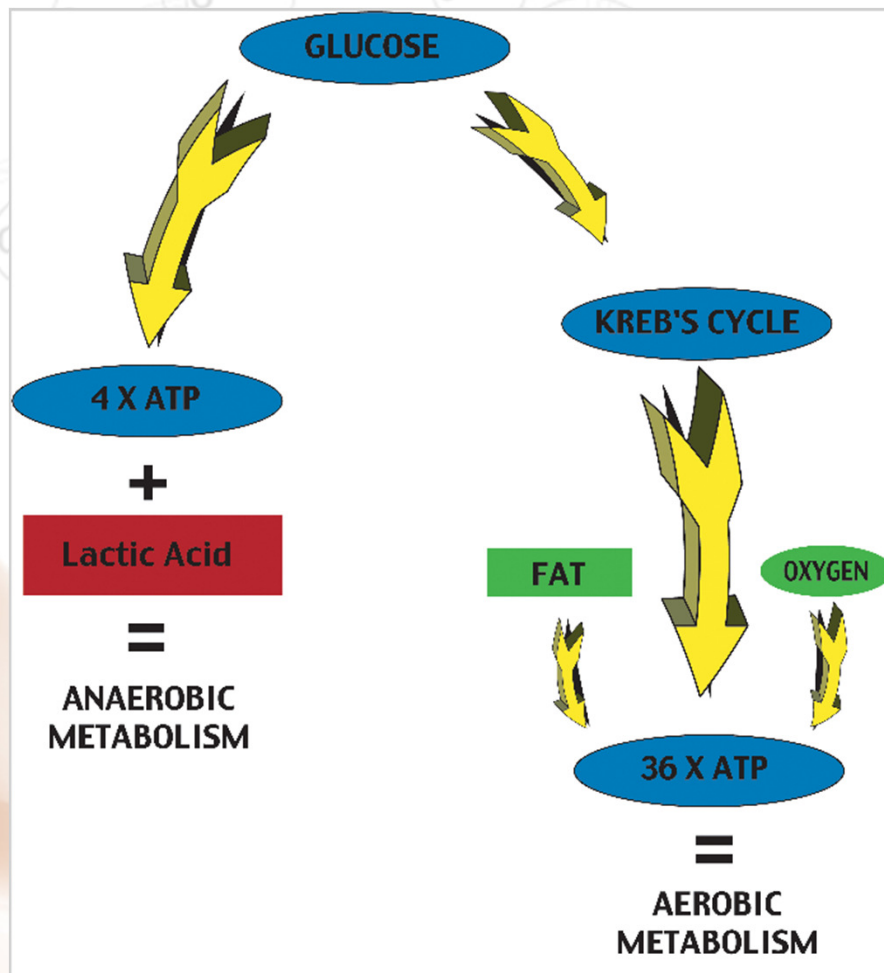 GLUCOSE
4 X ATP
+
Lactic Acid
=
ANAEROBIC
METABOLISM
KREB'S CYCLE
FAT
OXYGEN
36 X ATP
=
AEROBIC
METABOLISM